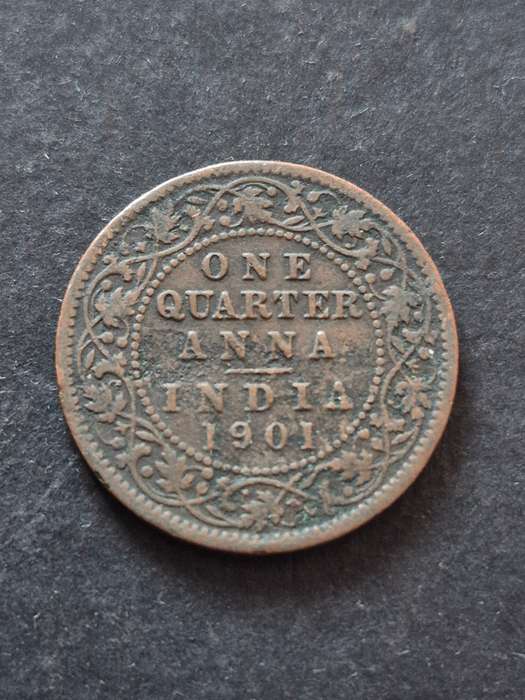 ONE
QUARTER
ANNA
INDIA
1901